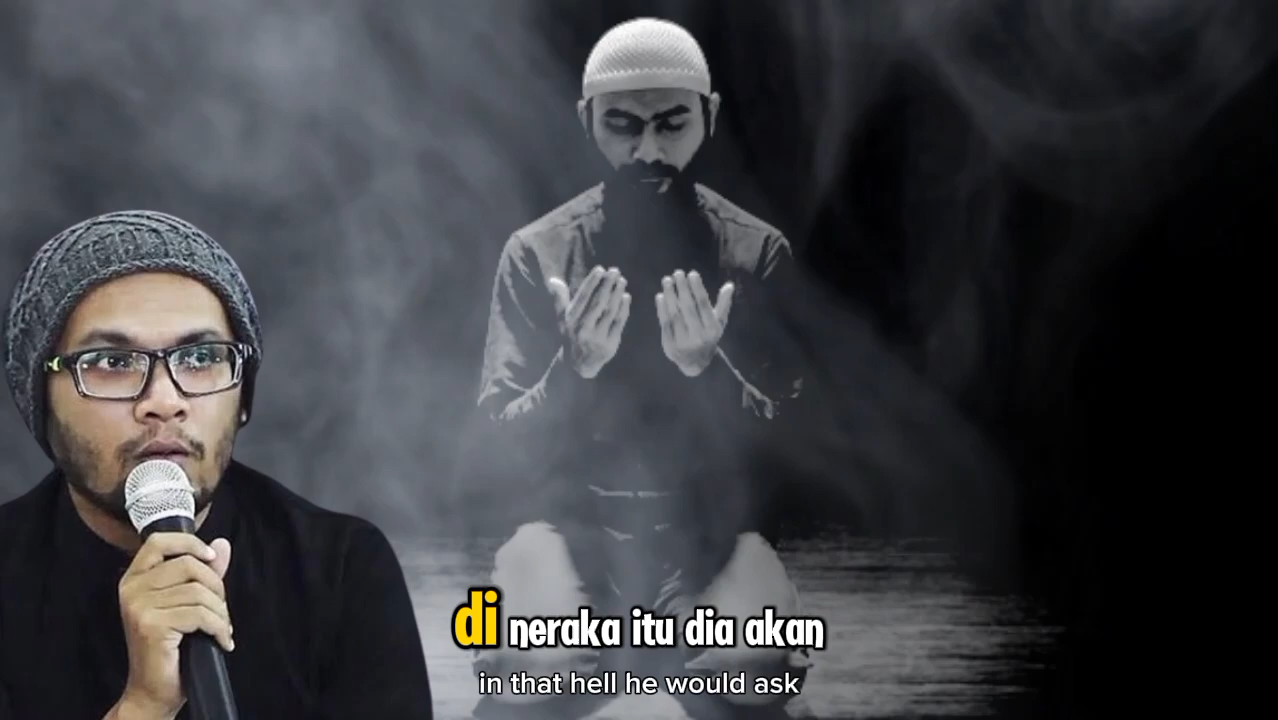 di neraka itu dia akan
in that hell he would ask